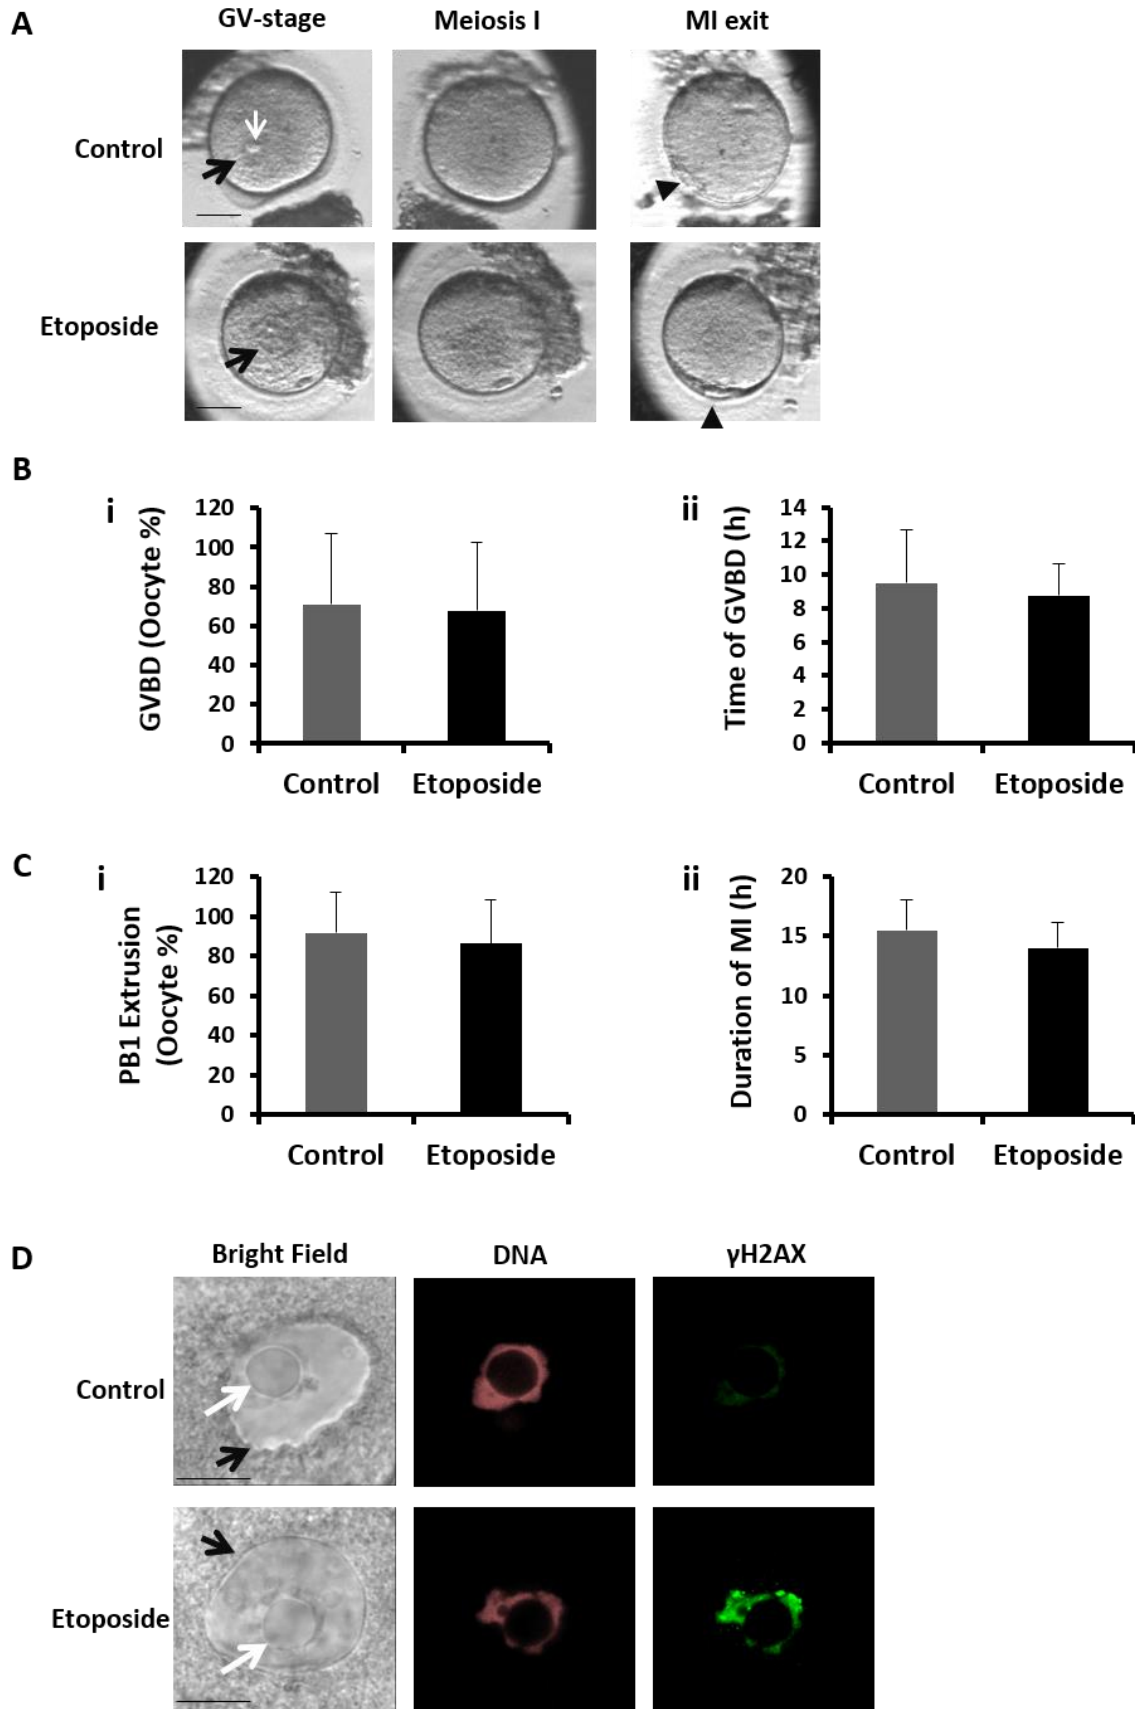 A
GV-stage Meiosis I MI exit
Control
Etoposide
B
i
GVBD (Oocyte %)
120
100
80
60
40
20
0
Control Etoposide
ii
Time of GVBD (h)
14
12
10
8
6
4
2
0
Control Etoposide
C
i
PB1 Extrusion
(Oocyte %)
120
100
80
60
40
20
0
Control Etoposide
ii
Duration of MI (h)
20
15
10
5
0
Control Etoposide
D
Bright Field DNA γH2AX
Control
Etoposide